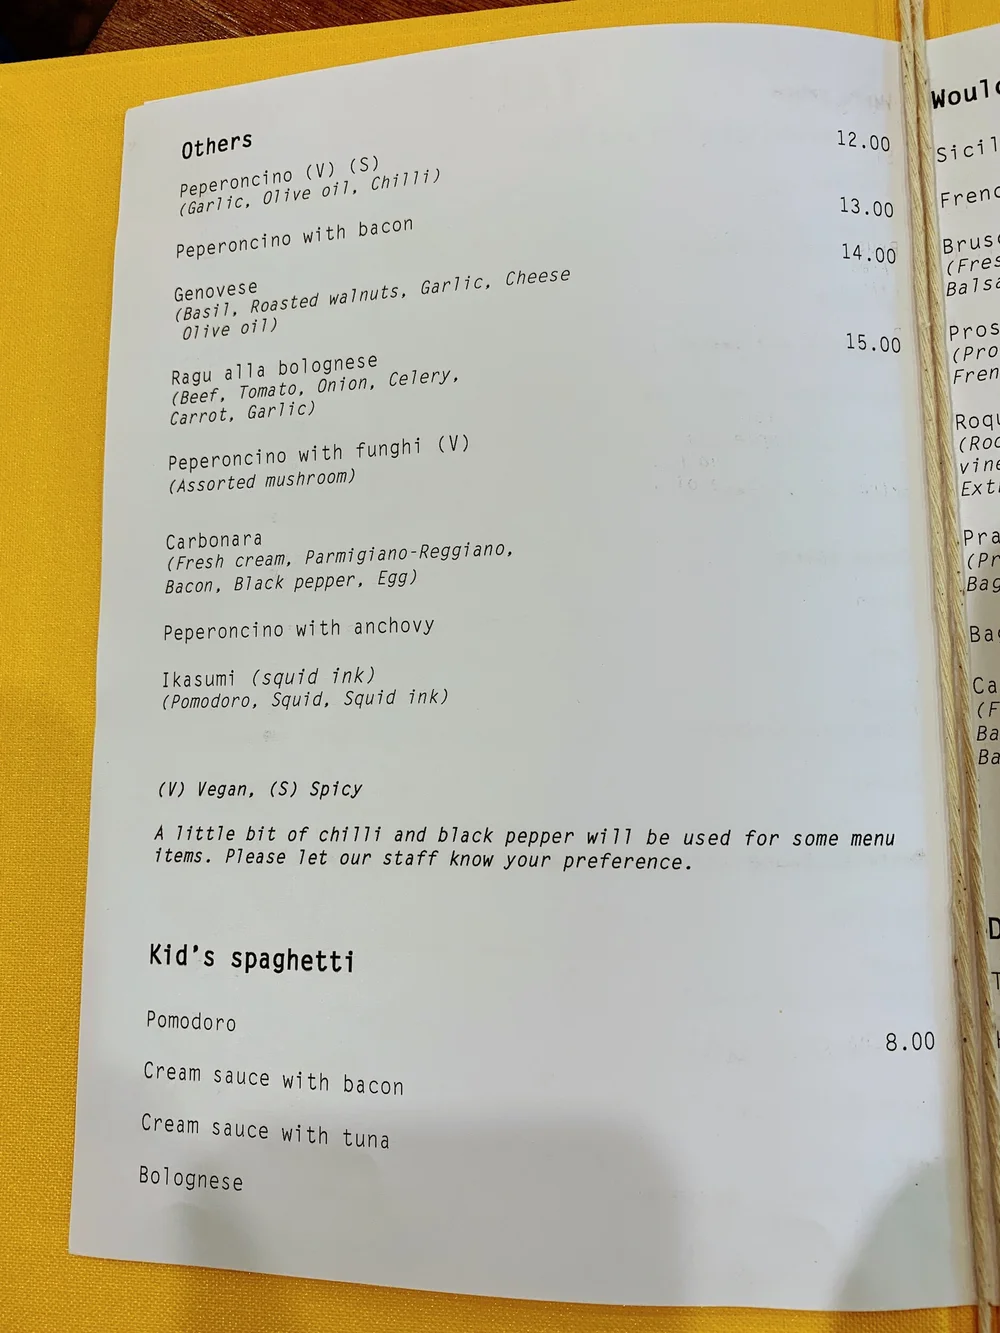 Others
Peperoncino (V) (S) 12.00
(Garlic, Olive oil, Chilli)
Peperoncino with bacon 13.00
Genovese 14.00
(Basil, Roasted walnuts, Garlic, Cheese
Olive oil)
Ragu alla bolognese 15.00
(Beef, Tomato, Onion, Celery,
Carrot, Garlic)
Peperoncino with funghi (V)
(Assorted mushroom)
Carbonara
(Fresh cream, Parmigiano-Reggiano,
Bacon, Black pepper, Egg)
Peperoncino with anchovy
Ikasumi (squid ink)
(Pomodoro, Squid, Squid ink)
(V) Vegan, (S) Spicy
A little bit of chilli and black pepper will be used for some menu
items. Please let our staff know your preference.
Kid's spaghetti
Pomodoro 8.00
Cream sauce with bacon
Cream sauce with tuna
Bolognese